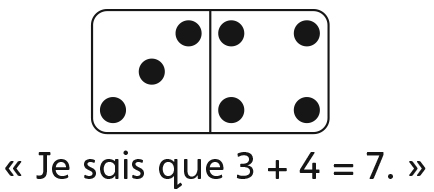 « Je sais que 3 + 4 = 7. »